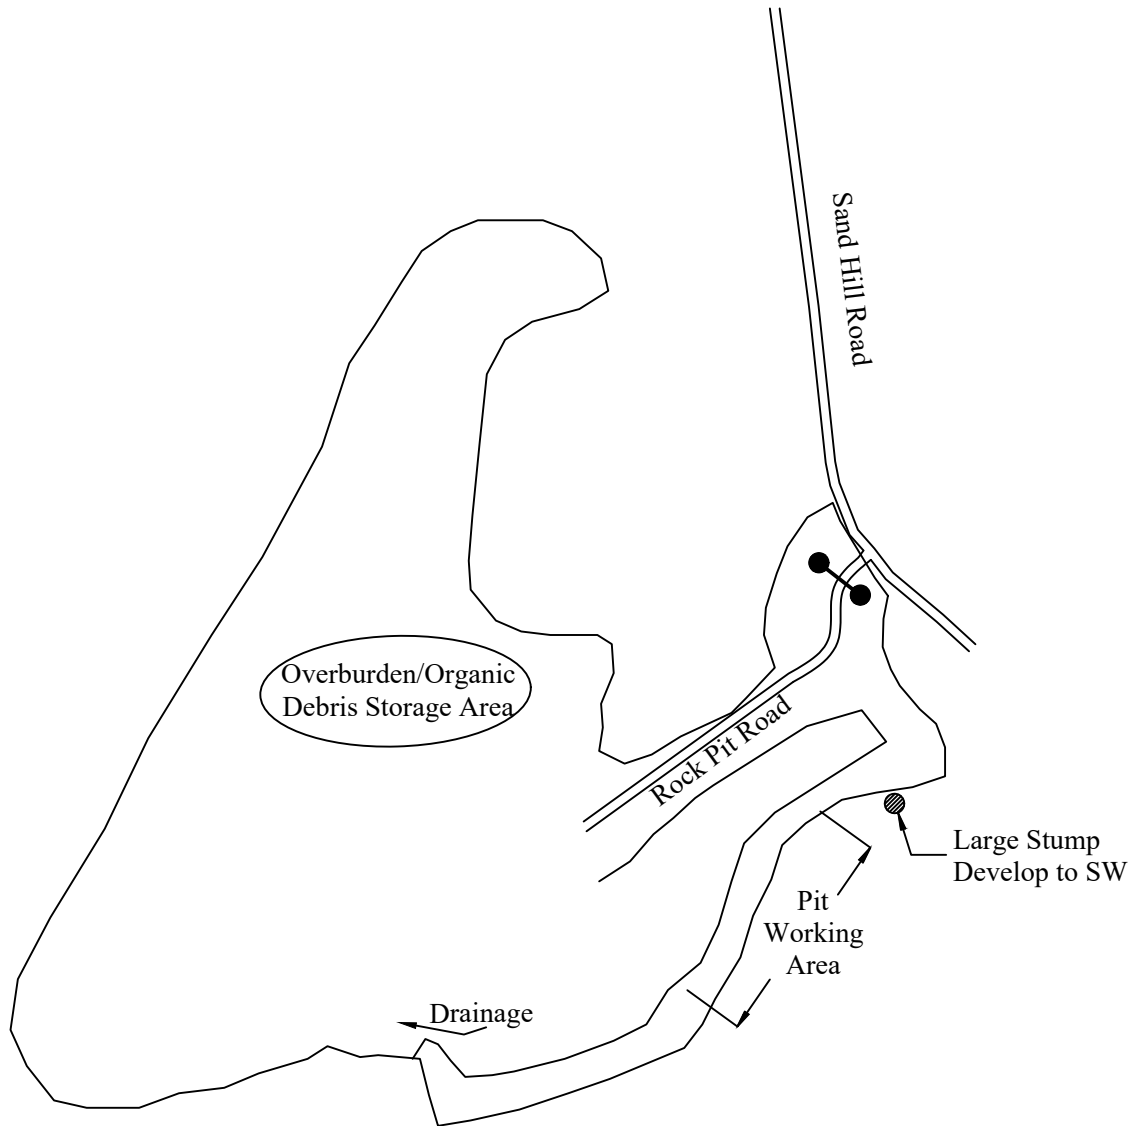 Sand Hill Road
Overburden/Organic
Debris Storage Area
Rock Pit Road
Large Stump
Develop to SW
Pit
Working
Area
Drainage